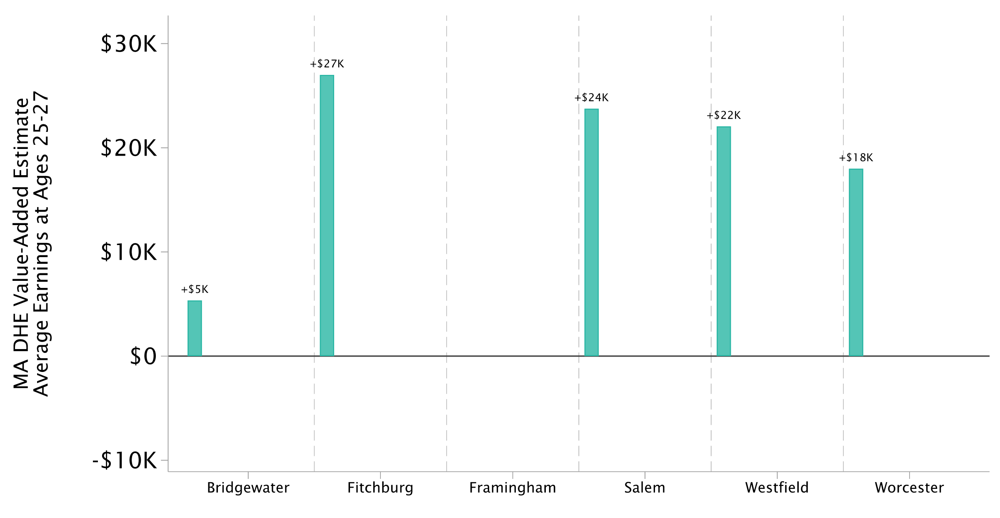 MA DHE Value-Added Estimate
Average Earnings at Ages 25-27
$30K
$20K
$10K
$0
-$10K
+$5K
+$27K
+$24K
+$22K
+$18K
Bridgewater
Fitchburg
Framingham
Salem
Westfield
Worcester